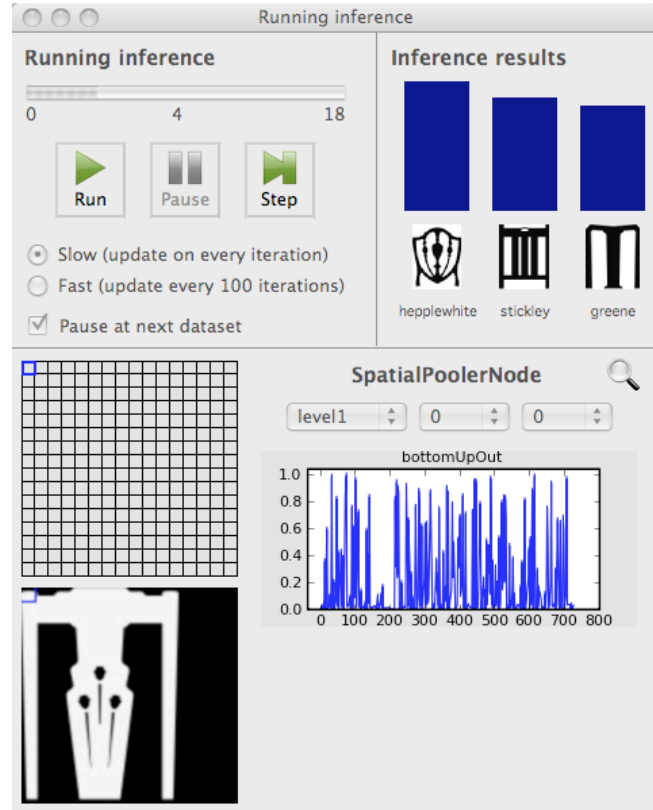 Running inference
Running inference
0 4 18
Run Pause Step
Slow (update on every iteration)
Fast (update every 100 iterations)
Pause at next dataset
Inference results
hepplewhite stickley greene
SpatialPoolerNode
level1 0 0
bottomUpOut
1.0
0.8
0.6
0.4
0.2
0.0
0 100 200 300 400 500 600 700 800